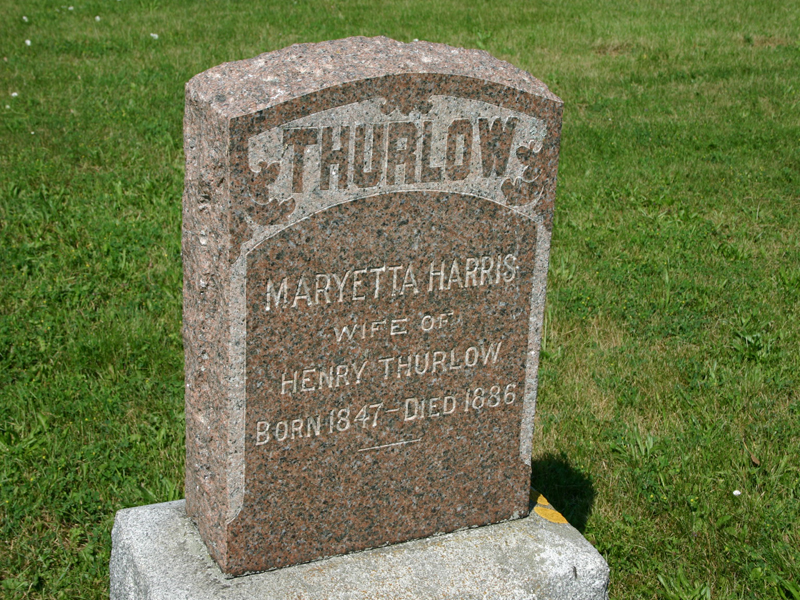 THURLOW
MARYETTA HARRIS
WIFE OF
HENRY THURLOW
BORN 1847 - DIED 1886